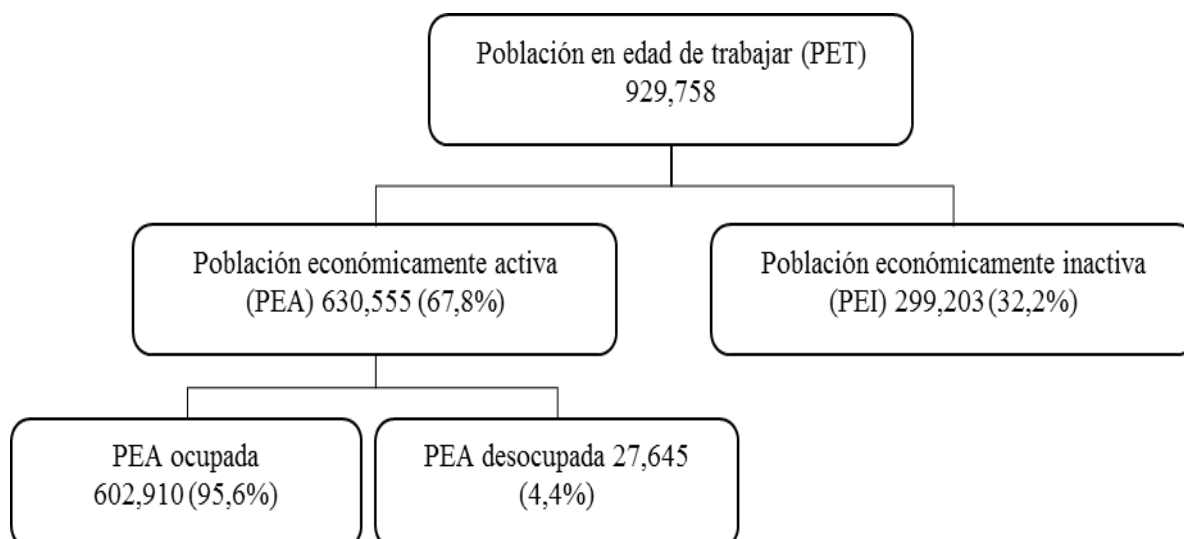 Población en edad de trabajar (PET)
929,758
Población económicamente activa
(PEA) 630,555 (67,8%)
Población económicamente inactiva
(PEI) 299,203 (32,2%)
PEA ocupada
602,910 (95,6%)
PEA desocupada 27,645
(4,4%)